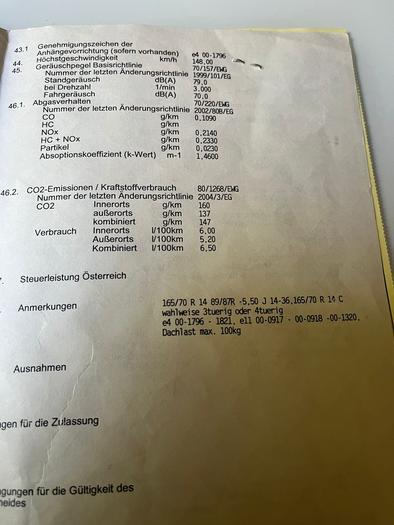 43.1 Genehmigungszeichen der
Anhängevorrichtung (sofern vorhanden) e4 00-1796
44. Höchstgeschwindigkeit km/h 148,00
45. Geräuschpegel Basisrichtlinie 70/157/EWG
Nummer der letzten Änderungsrichtlinie 1999/101/EG
Standgeräusch dB(A) 79,0
bei Drehzahl 1/min 3.000
Fahrgeräusch dB(A) 70,0
46.1. Abgasverhalten 70/220/EWG
Nummer der letzten Änderungsrichtlinie 2002/80B/EG
CO g/km 0,1090
HC g/km
NOx g/km 0,2140
HC + NOx g/km 0,2330
Partikel g/km 0,0230
Absoptionskoeffizient (k-Wert) m-1 1,4600
46.2. CO2-Emissionen / Kraftstoffverbrauch 80/1268/EWG
Nummer der letzten Änderungsrichtlinie 2004/3/EG
CO2 Innerorts g/km 160
außerorts g/km 137
kombiniert g/km 147
Verbrauch Innerorts l/100km 6,00
Außerorts l/100km 5,20
Kombiniert l/100km 6,50
Steuerleistung Österreich
Anmerkungen 165/70 R 14 89/87R -5,50 J 14-36,165/70 R 14 C
wahlweise 3tuerig oder 4tuerig
e4 00-1796 - 1821, e11 00-0917 - 00-0918 -00-1320,
Dachlast max. 100kg
Ausnahmen
gen für die Zulassung
gungen für die Gültigkeit des
heides